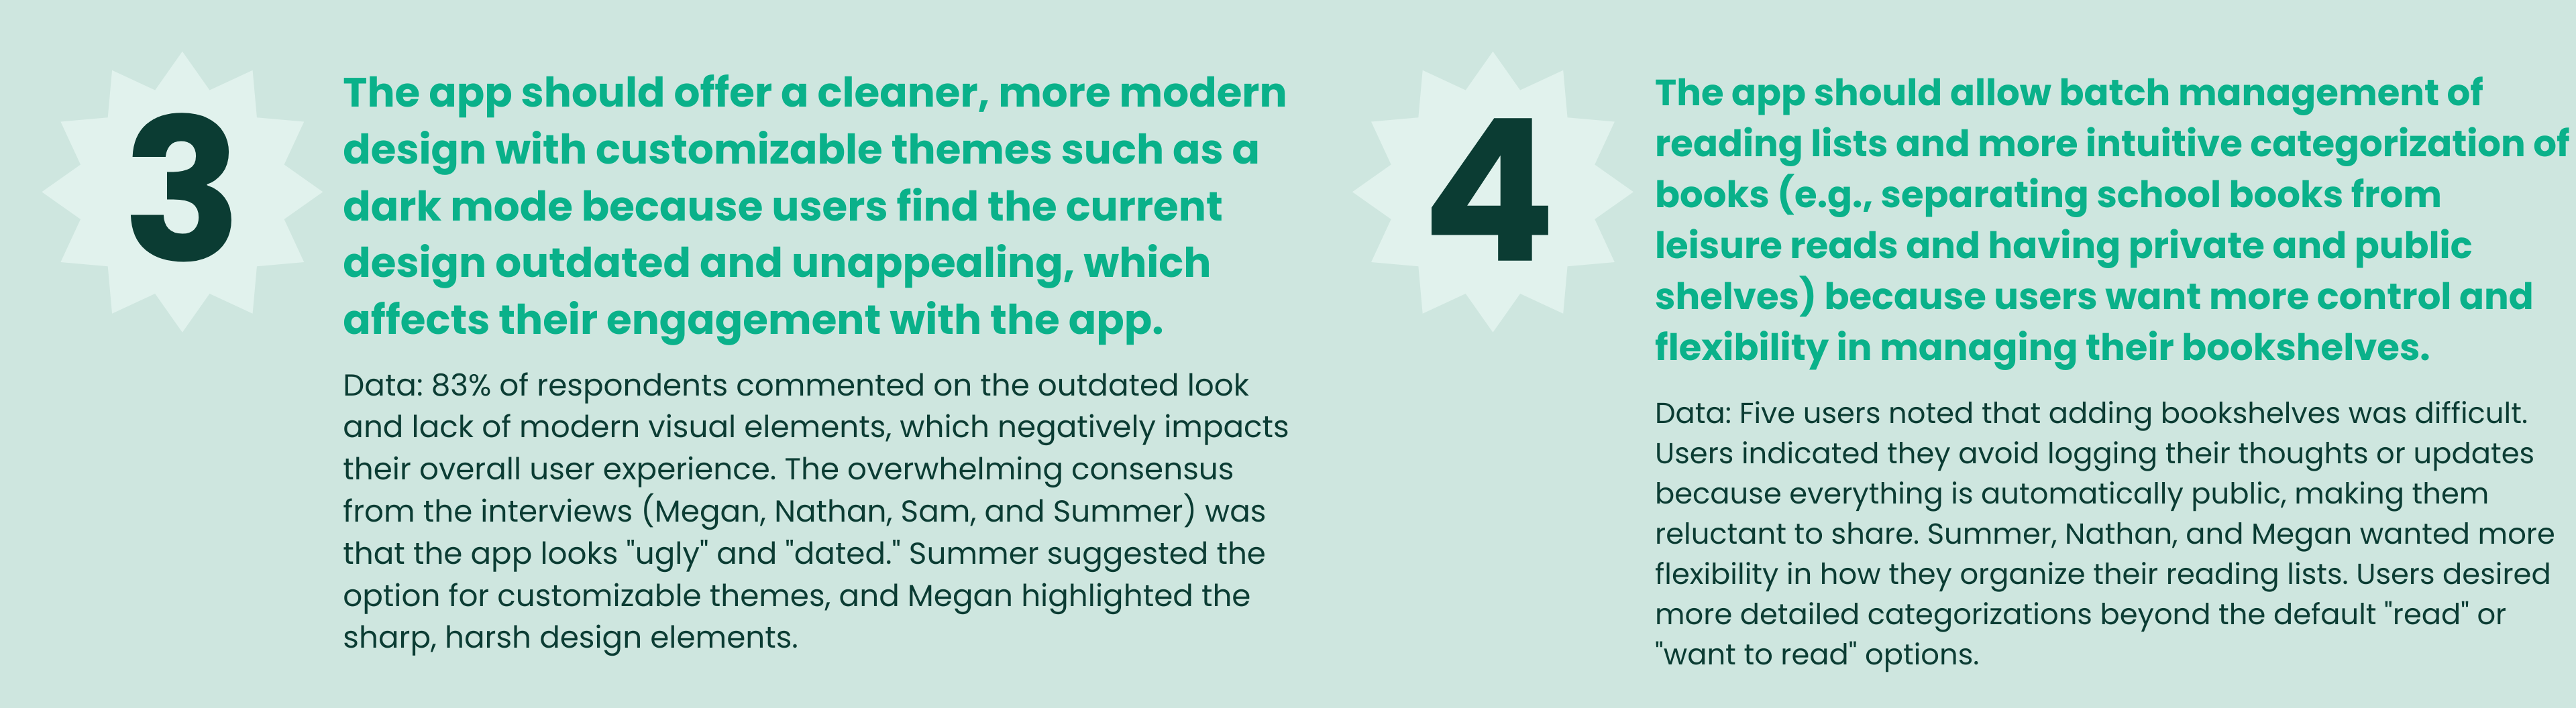 3
The app should offer a cleaner, more modern
design with customizable themes such as a
dark mode because users find the current
design outdated and unappealing, which
affects their engagement with the app.
Data: 83% of respondents commented on the outdated look
and lack of modern visual elements, which negatively impacts
their overall user experience. The overwhelming consensus
from the interviews (Megan, Nathan, Sam, and Summer) was
that the app looks "ugly" and "dated." Summer suggested the
option for customizable themes, and Megan highlighted the
sharp, harsh design elements.
4
The app should allow batch management of
reading lists and more intuitive categorization of
books (e.g., separating school books from
leisure reads and having private and public
shelves) because users want more control and
flexibility in managing their bookshelves.
Data: Five users noted that adding bookshelves was difficult.
Users indicated they avoid logging their thoughts or updates
because everything is automatically public, making them
reluctant to share. Summer, Nathan, and Megan wanted more
flexibility in how they organize their reading lists. Users desired
more detailed categorizations beyond the default "read" or
"want to read" options.